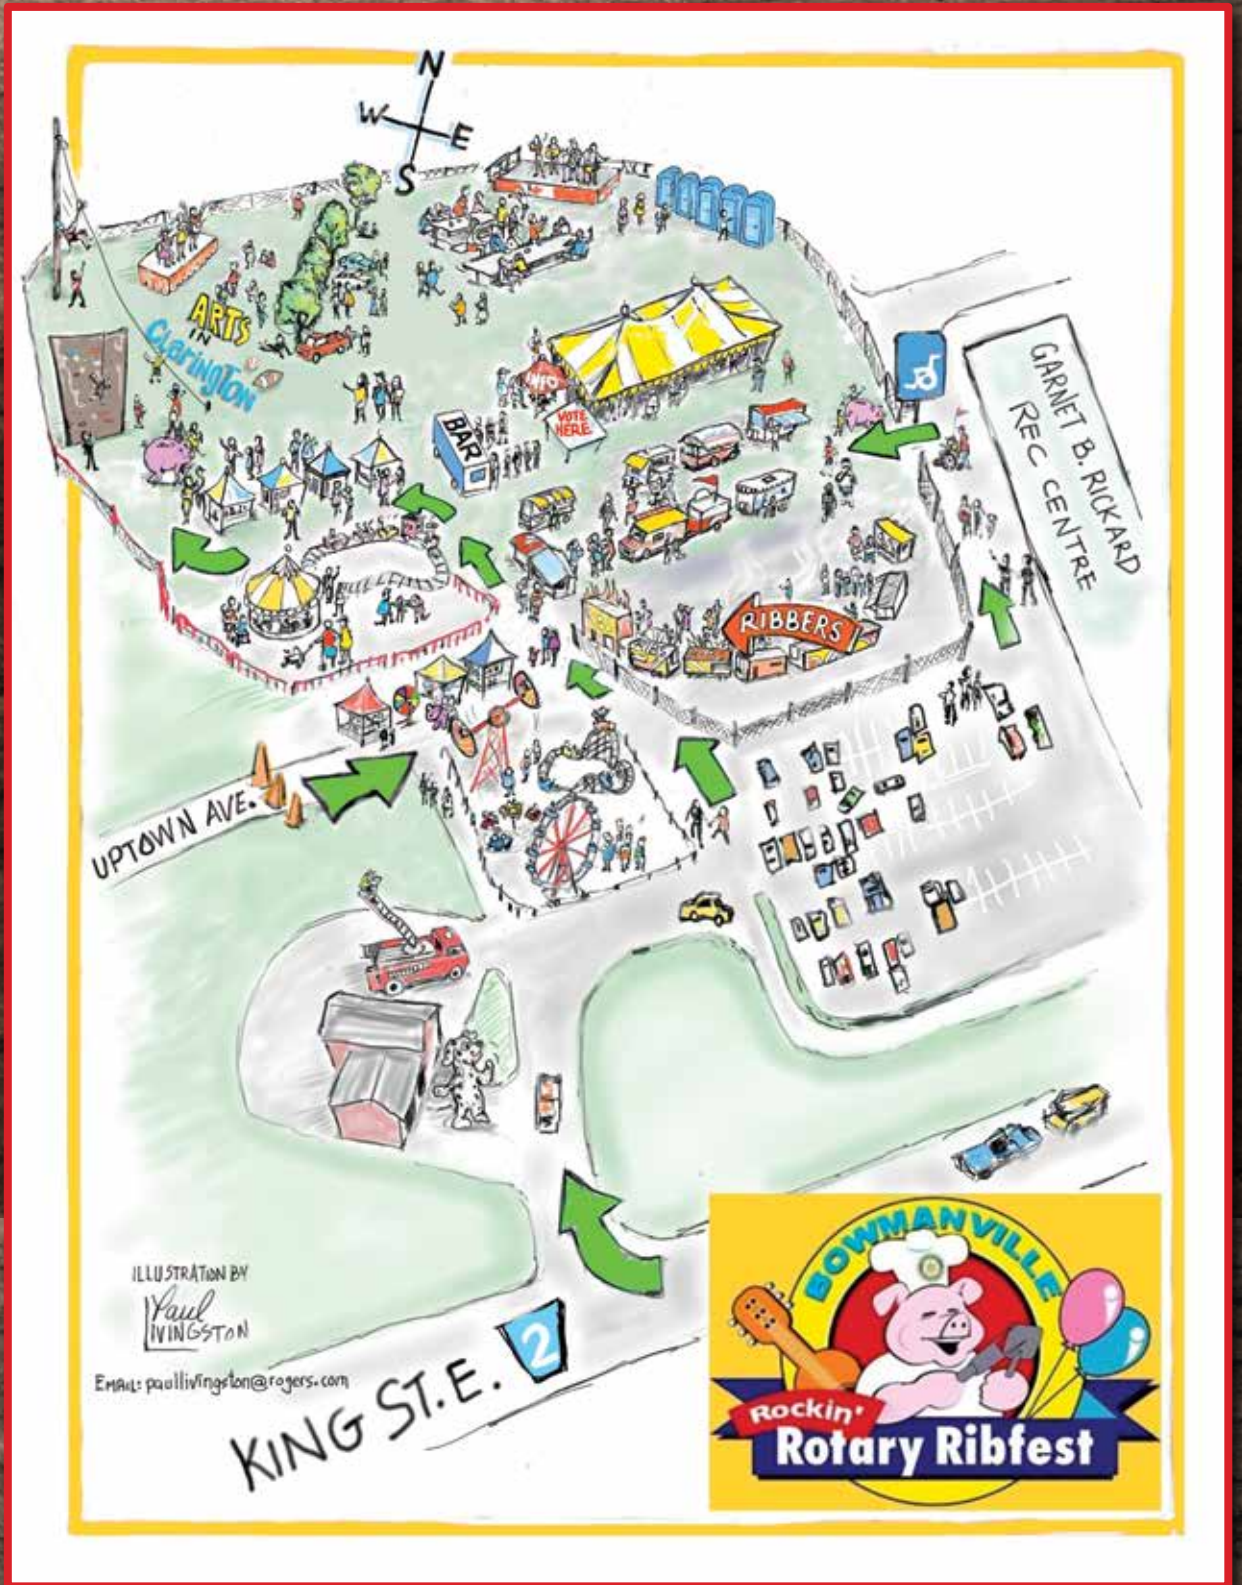 N
W E
S
ARTS
IN
Clarington
INFO
VOTE
HERE
BAR
GARNET B. RICKARD
REC CENTRE
RIBBERS
UPTOWN AVE.
ILLUSTRATION BY
Paul
LIVINGSTON
EMAIL: paullivingston@rogers.com
KING ST. E.
2
BOWMANVILLE
Rockin'
Rotary Ribfest